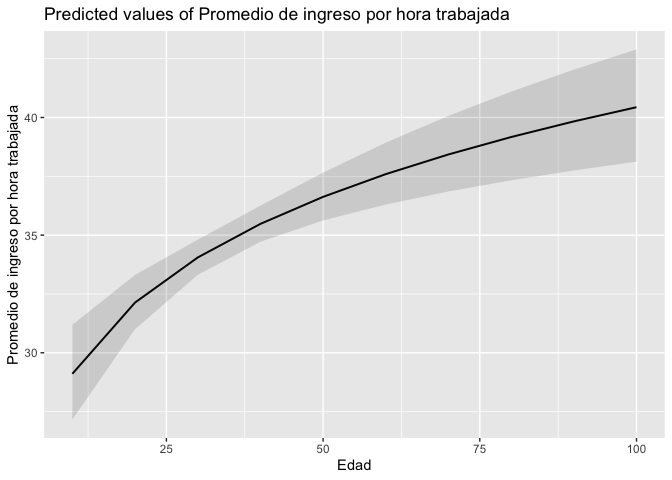 Predicted values of Promedio de ingreso por hora trabajada
Promedio de ingreso por hora trabajada
40
35
30
25
50
75
100
Edad